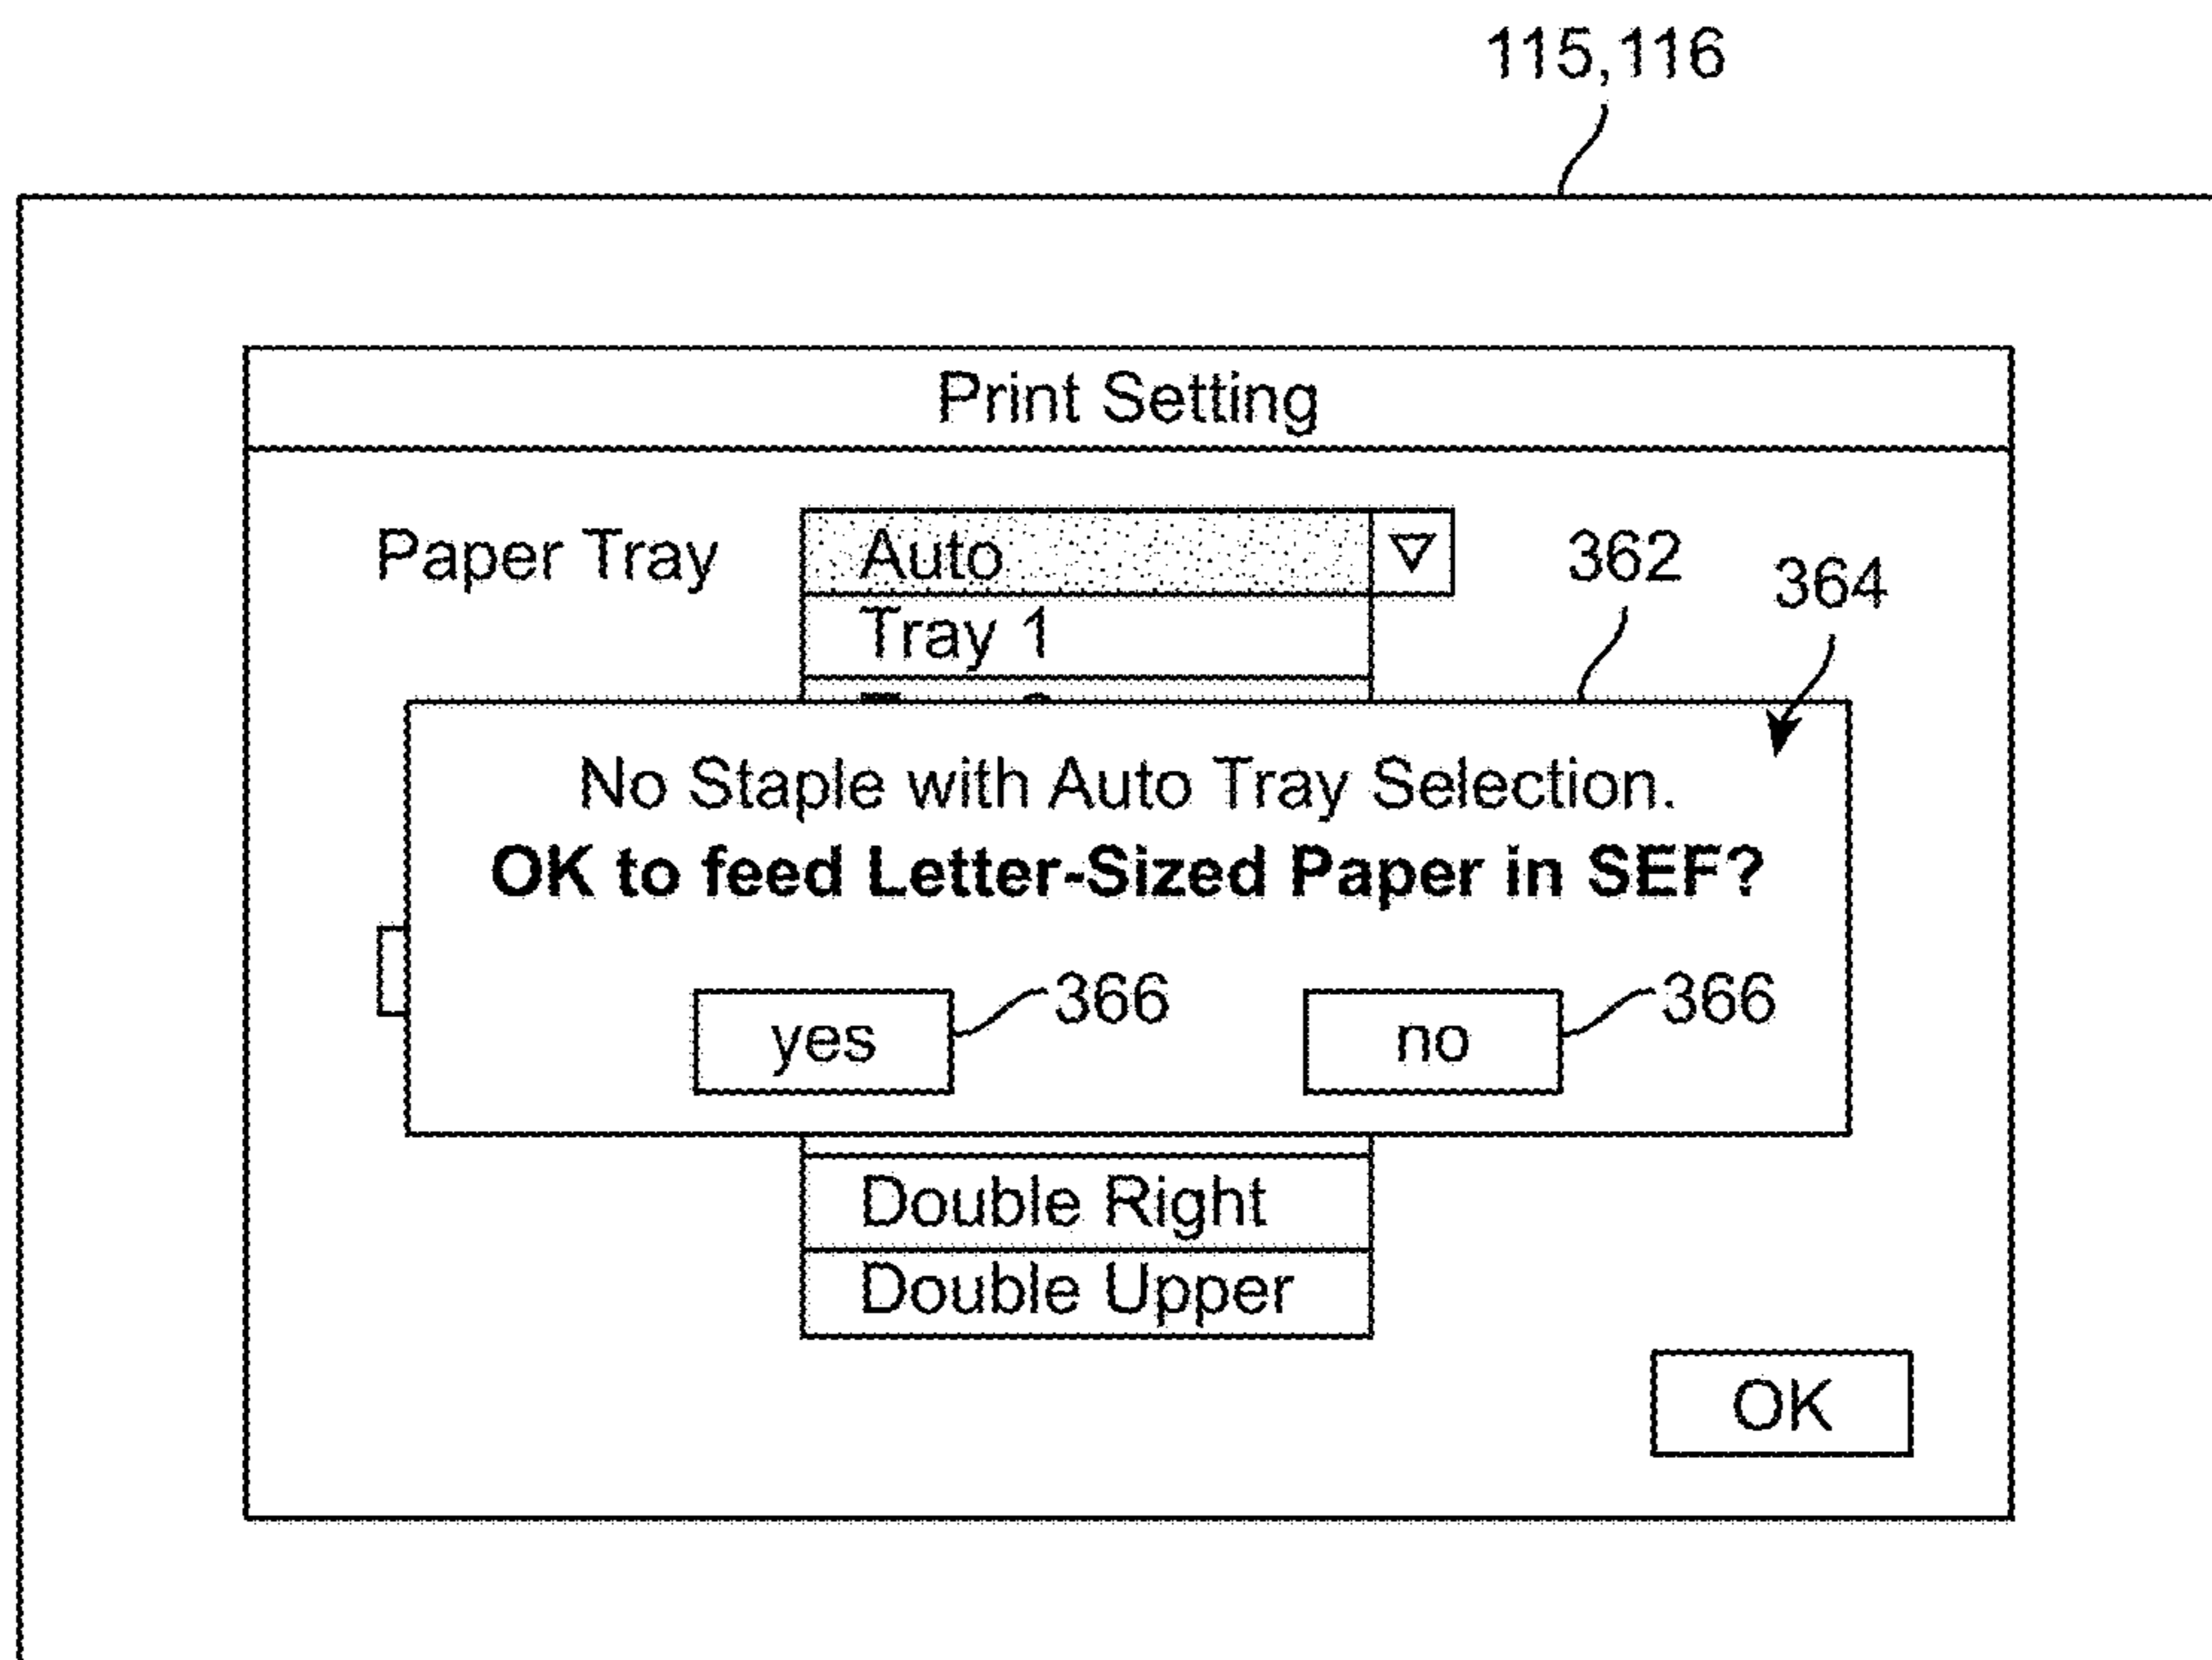 115,116
Print Setting
Paper Tray
Auto
362
364
Tray 1
No Staple with Auto Tray Selection.
OK to feed Letter-Sized Paper in SEF?
yes
366
no
366
Double Right
Double Upper
OK